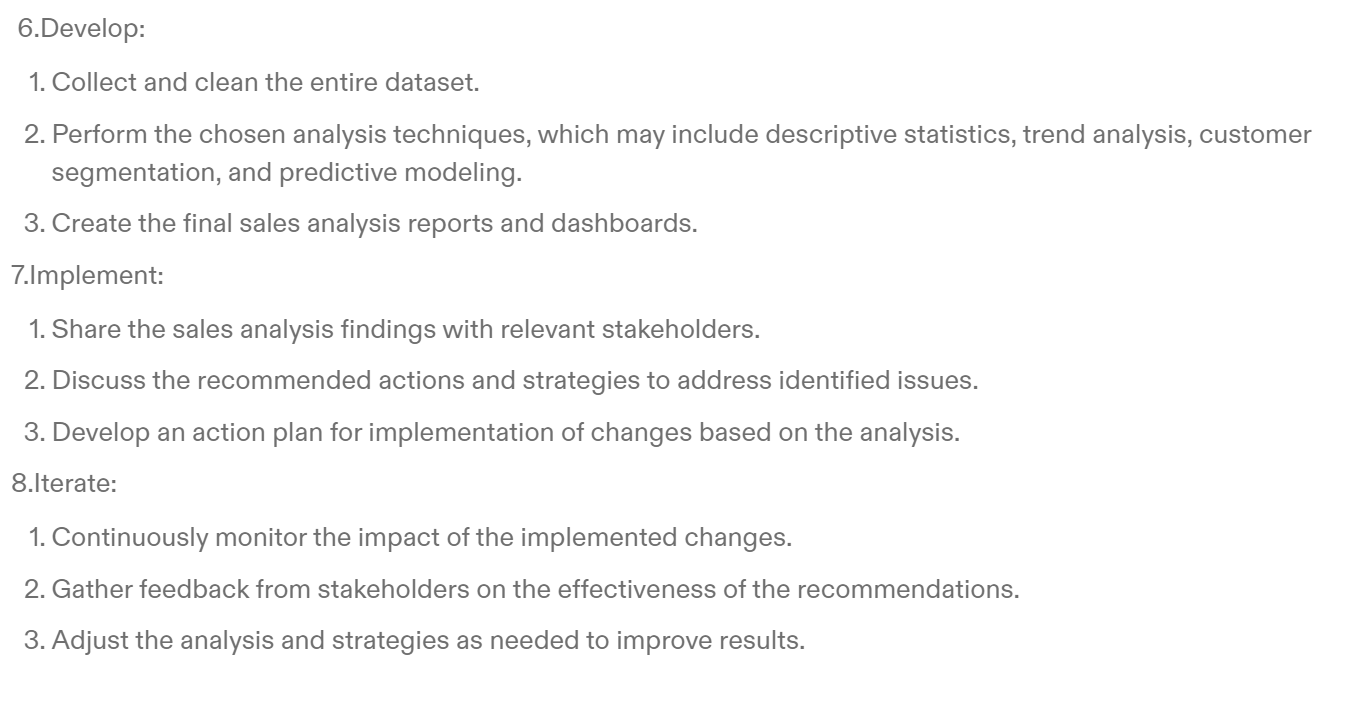 6.Develop:
1. Collect and clean the entire dataset.
2. Perform the chosen analysis techniques, which may include descriptive statistics, trend analysis, customer
segmentation, and predictive modeling.
3. Create the final sales analysis reports and dashboards.
7.Implement:
1. Share the sales analysis findings with relevant stakeholders.
2. Discuss the recommended actions and strategies to address identified issues.
3. Develop an action plan for implementation of changes based on the analysis.
8.Iterate:
1. Continuously monitor the impact of the implemented changes.
2. Gather feedback from stakeholders on the effectiveness of the recommendations.
3. Adjust the analysis and strategies as needed to improve results.